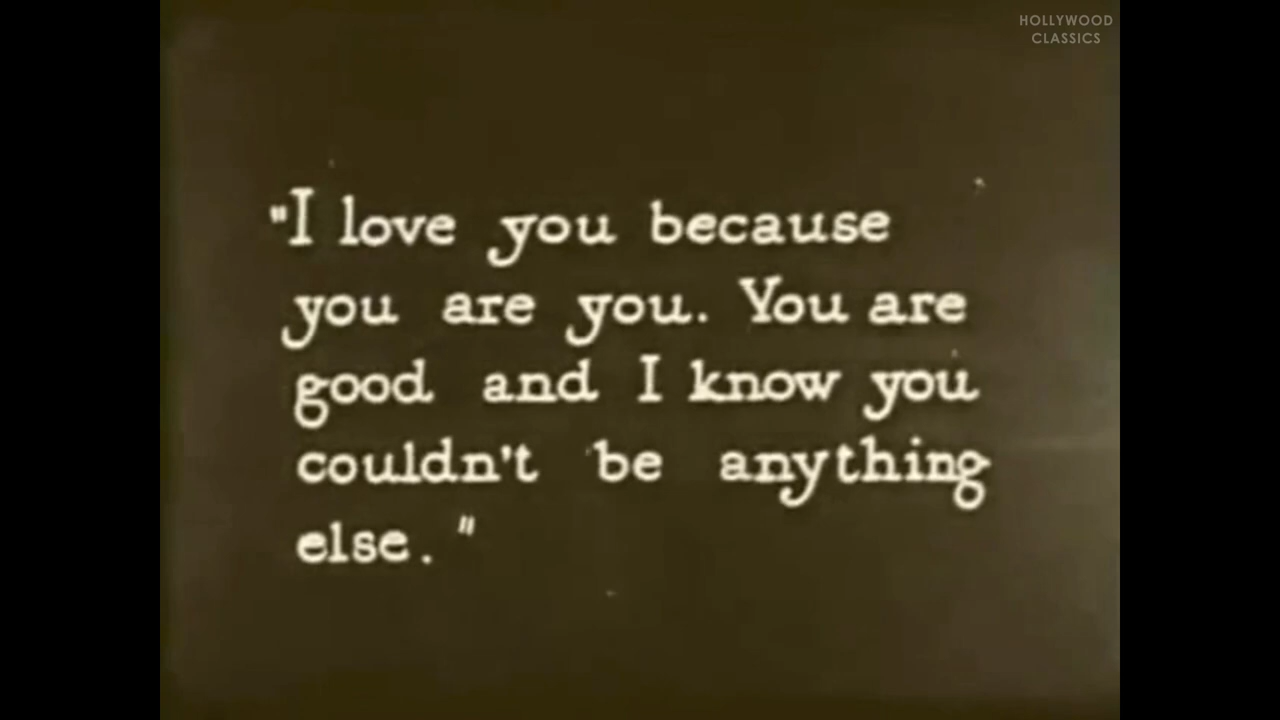 HOLLYWOOD
CLASSICS
"I love you because
you are you. You are
good and I know you
couldn't be anything
else."